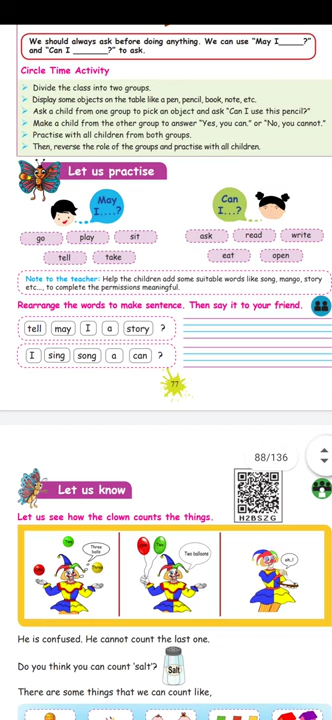 We should always ask before doing anything. We can use "May I_____?"
and "Can I _______?" to ask.
Circle Time Activity
Divide the class into two groups.
Display some objects on the table like a pen, pencil, book, note, etc.
Ask a child from one group to pick an object and ask "Can I use this pencil?"
Make a child from the other group to answer "Yes, you can." or "No, you cannot."
Practise with all children from both groups.
Then, reverse the role of the groups and practise with all children.
Let us practise
May
I....?
Can
I...?
go play sit
tell take
ask read write
eat open
Note to the teacher: Help the children add some suitable words like song, mango, story
etc..., to complete the permissions meaningful.
Rearrange the words to make sentence. Then say it to your friend.
tell may I a story ?
I sing song a can ?
77
88/136
Let us know
H2BSZG
Let us see how the clown counts the things.
Three
balls
Two balloons
oh..!
He is confused. He cannot count the last one.
Do you think you can count 'salt'?
Salt
There are some things that we can count like,